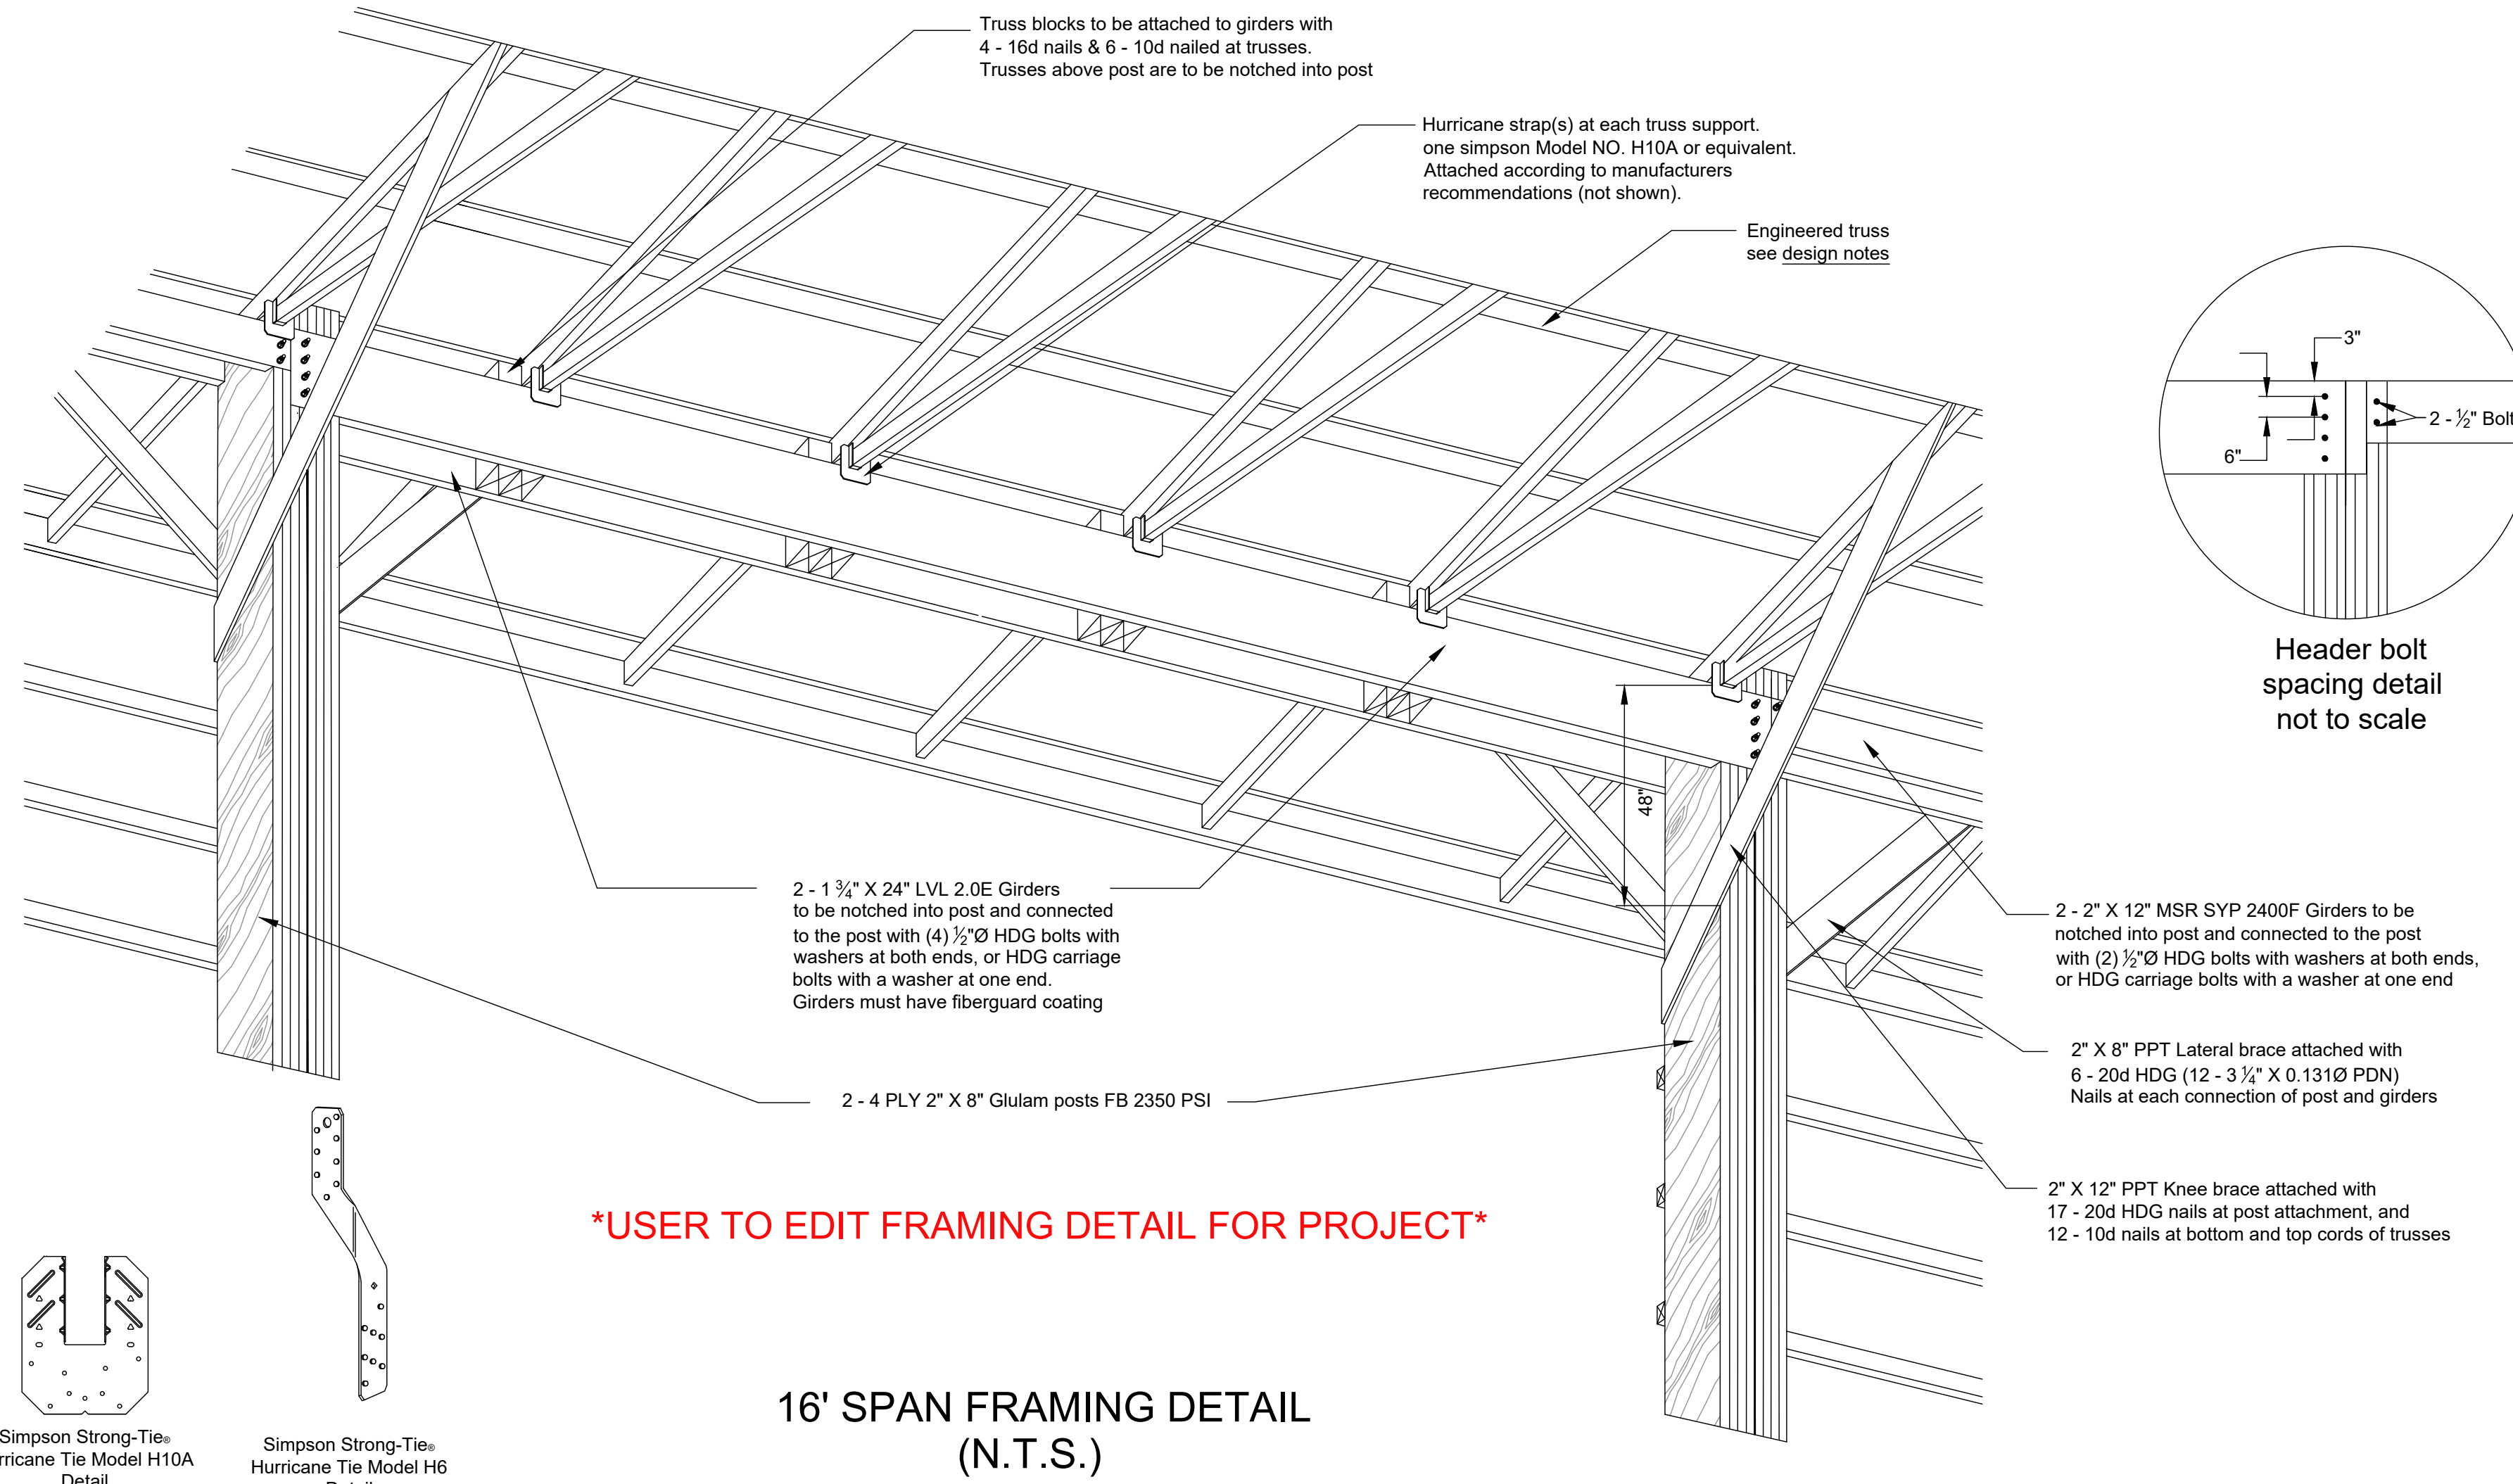 Truss blocks to be attached to girders with
4 - 16d nails & 6 - 10d nailed at trusses.
Trusses above post are to be notched into post
Hurricane strap(s) at each truss support.
one simpson Model NO. H10A or equivalent.
Attached according to manufacturers
recommendations (not shown).
Engineered truss
see design notes
3"
2 - ½" Bolt
6"
Header bolt
spacing detail
not to scale
48"
2 - 1 ¾" X 24" LVL 2.0E Girders
to be notched into post and connected
to the post with (4) ½"Ø HDG bolts with
washers at both ends, or HDG carriage
bolts with a washer at one end.
Girders must have fiberguard coating
2 - 2" X 12" MSR SYP 2400F Girders to be
notched into post and connected to the post
with (2) ½"Ø HDG bolts with washers at both ends,
or HDG carriage bolts with a washer at one end
2" X 8" PPT Lateral brace attached with
6 - 20d HDG (12 - 3 ¼" X 0.131Ø PDN)
Nails at each connection of post and girders
2 - 4 PLY 2" X 8" Glulam posts FB 2350 PSI
2" X 12" PPT Knee brace attached with
17 - 20d HDG nails at post attachment, and
12 - 10d nails at bottom and top cords of trusses
*USER TO EDIT FRAMING DETAIL FOR PROJECT*
16' SPAN FRAMING DETAIL
(N.T.S.)
Simpson Strong-Tie®
rricane Tie Model H10A
Detail
Simpson Strong-Tie®
Hurricane Tie Model H6